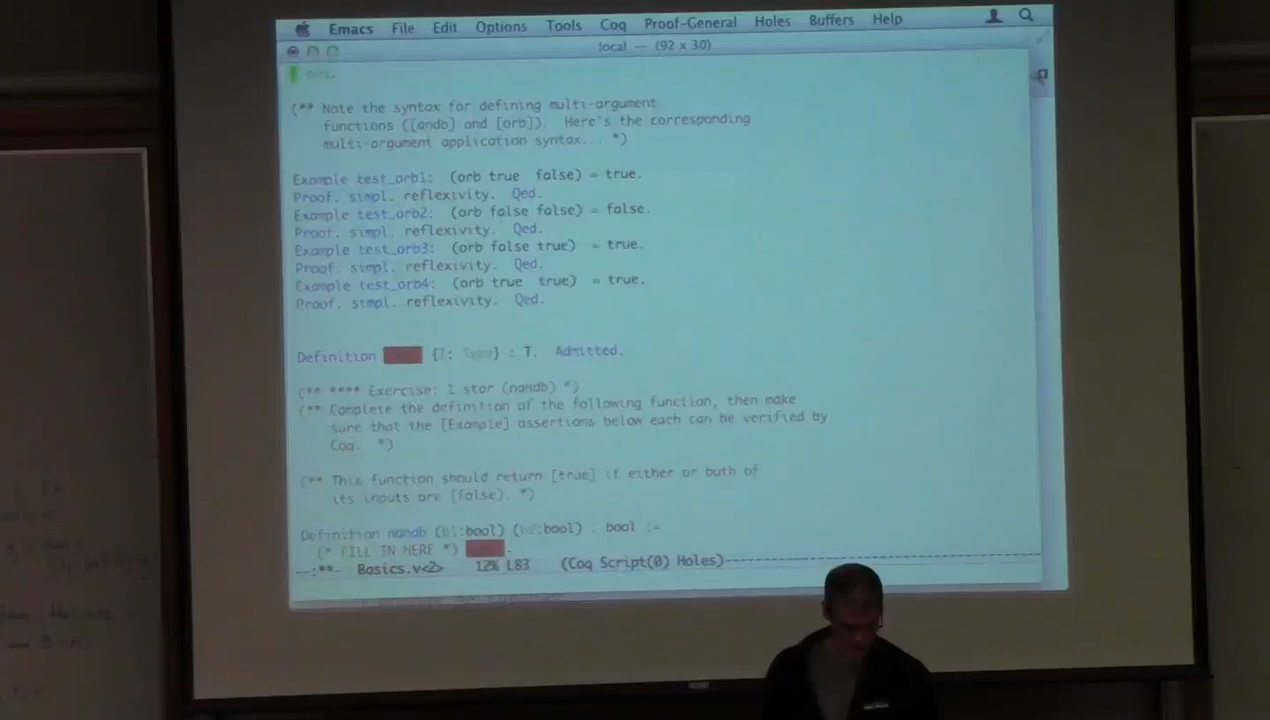 Emacs File Edit Options Tools Coq Proof-General Holes Buffers Help
local — (92 x 30)
end.
(** Note the syntax for defining multi-argument
functions ([andb] and [orb]). Here's the corresponding
multi-argument application syntax... *)
Example test_orb1: (orb true false) = true.
Proof. simpl. reflexivity. Qed.
Example test_orb2: (orb false false) = false.
Proof. simpl. reflexivity. Qed.
Example test_orb3: (orb false true) = true.
Proof. simpl. reflexivity. Qed.
Example test_orb4: (orb true true) = true.
Proof. simpl. reflexivity. Qed.
Definition {T: Type} : T. Admitted.
(** **** Exercise: 1 star (nandb) *)
(** Complete the definition of the following function, then make
sure that the [Example] assertions below each can be verified by
Coq. *)
(** This function should return [true] if either or both of
its inputs are [false]. *)
Definition nandb (b1:bool) (b2:bool) : bool :=
(* FILL IN HERE *) .
--:**- Basics.v<2> 12% L83 (Coq Script(0) Holes)